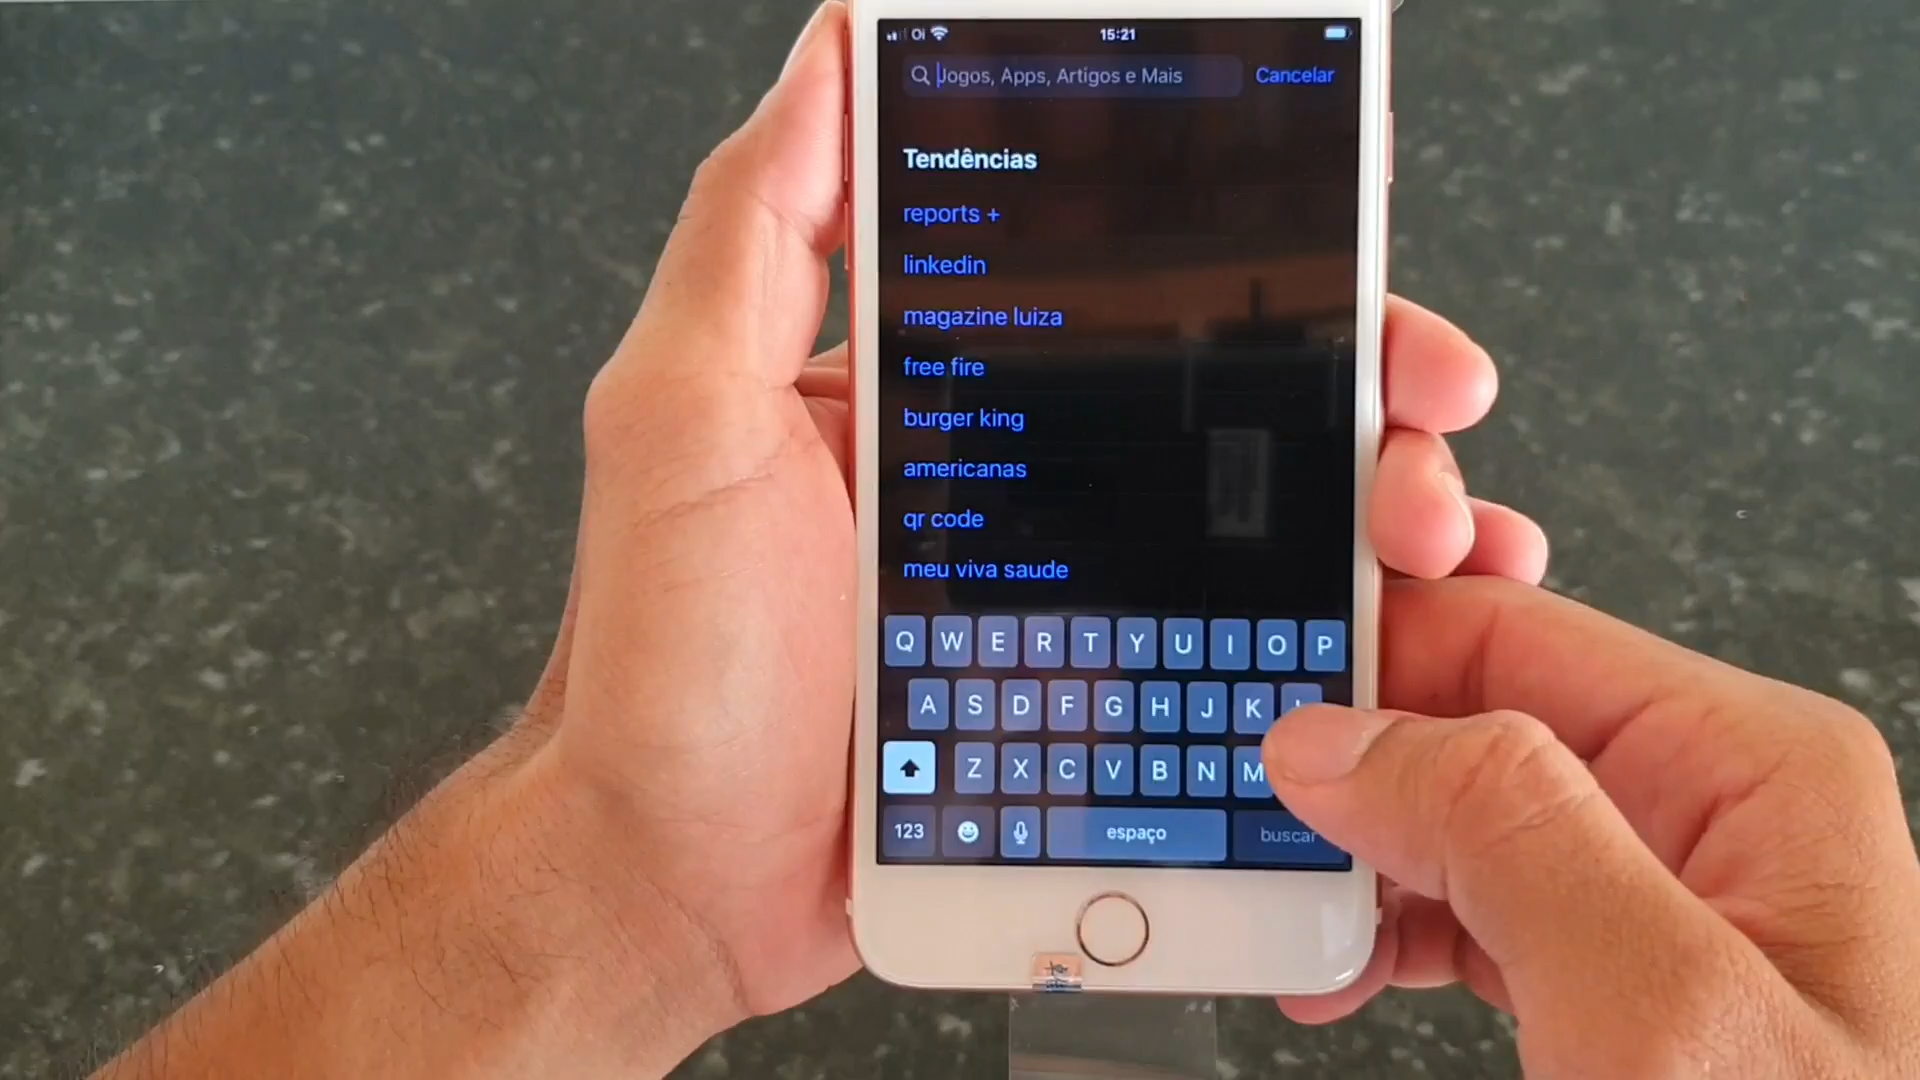 Oi 15:21
Jogos, Apps, Artigos e Mais Cancelar
Tendências
reports +
linkedin
magazine luiza
free fire
burger king
americanas
qr code
meu viva saude
Q W E R T Y U I O P
A S D F G H J K
Z X C V B N M
123 espaço buscar